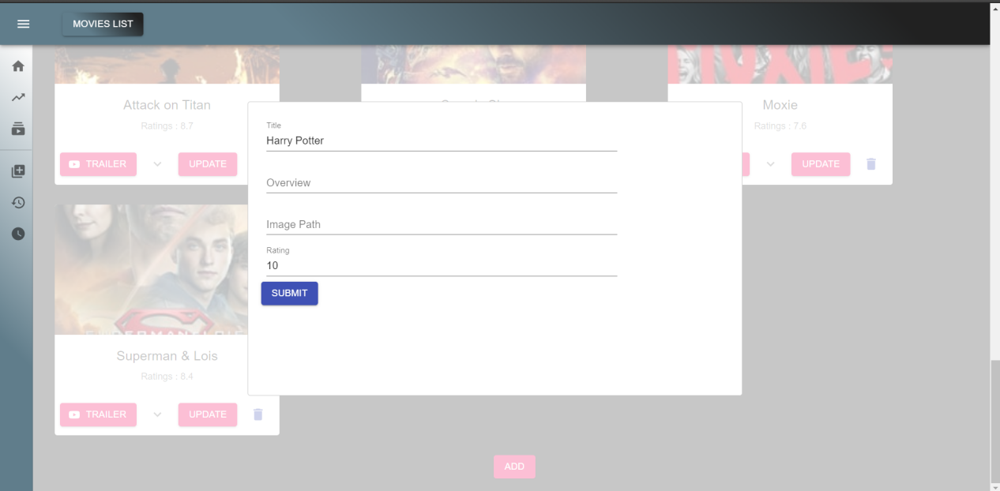 MOVIES LIST
Attack on Titan
Ratings : 8.7
TRAILER
UPDATE
MOXIE!
Moxie
Ratings : 7.6
UPDATE
Title
Harry Potter
Overview
Image Path
Rating
10
SUBMIT
Superman & Lois
Ratings : 8.4
TRAILER
UPDATE
ADD